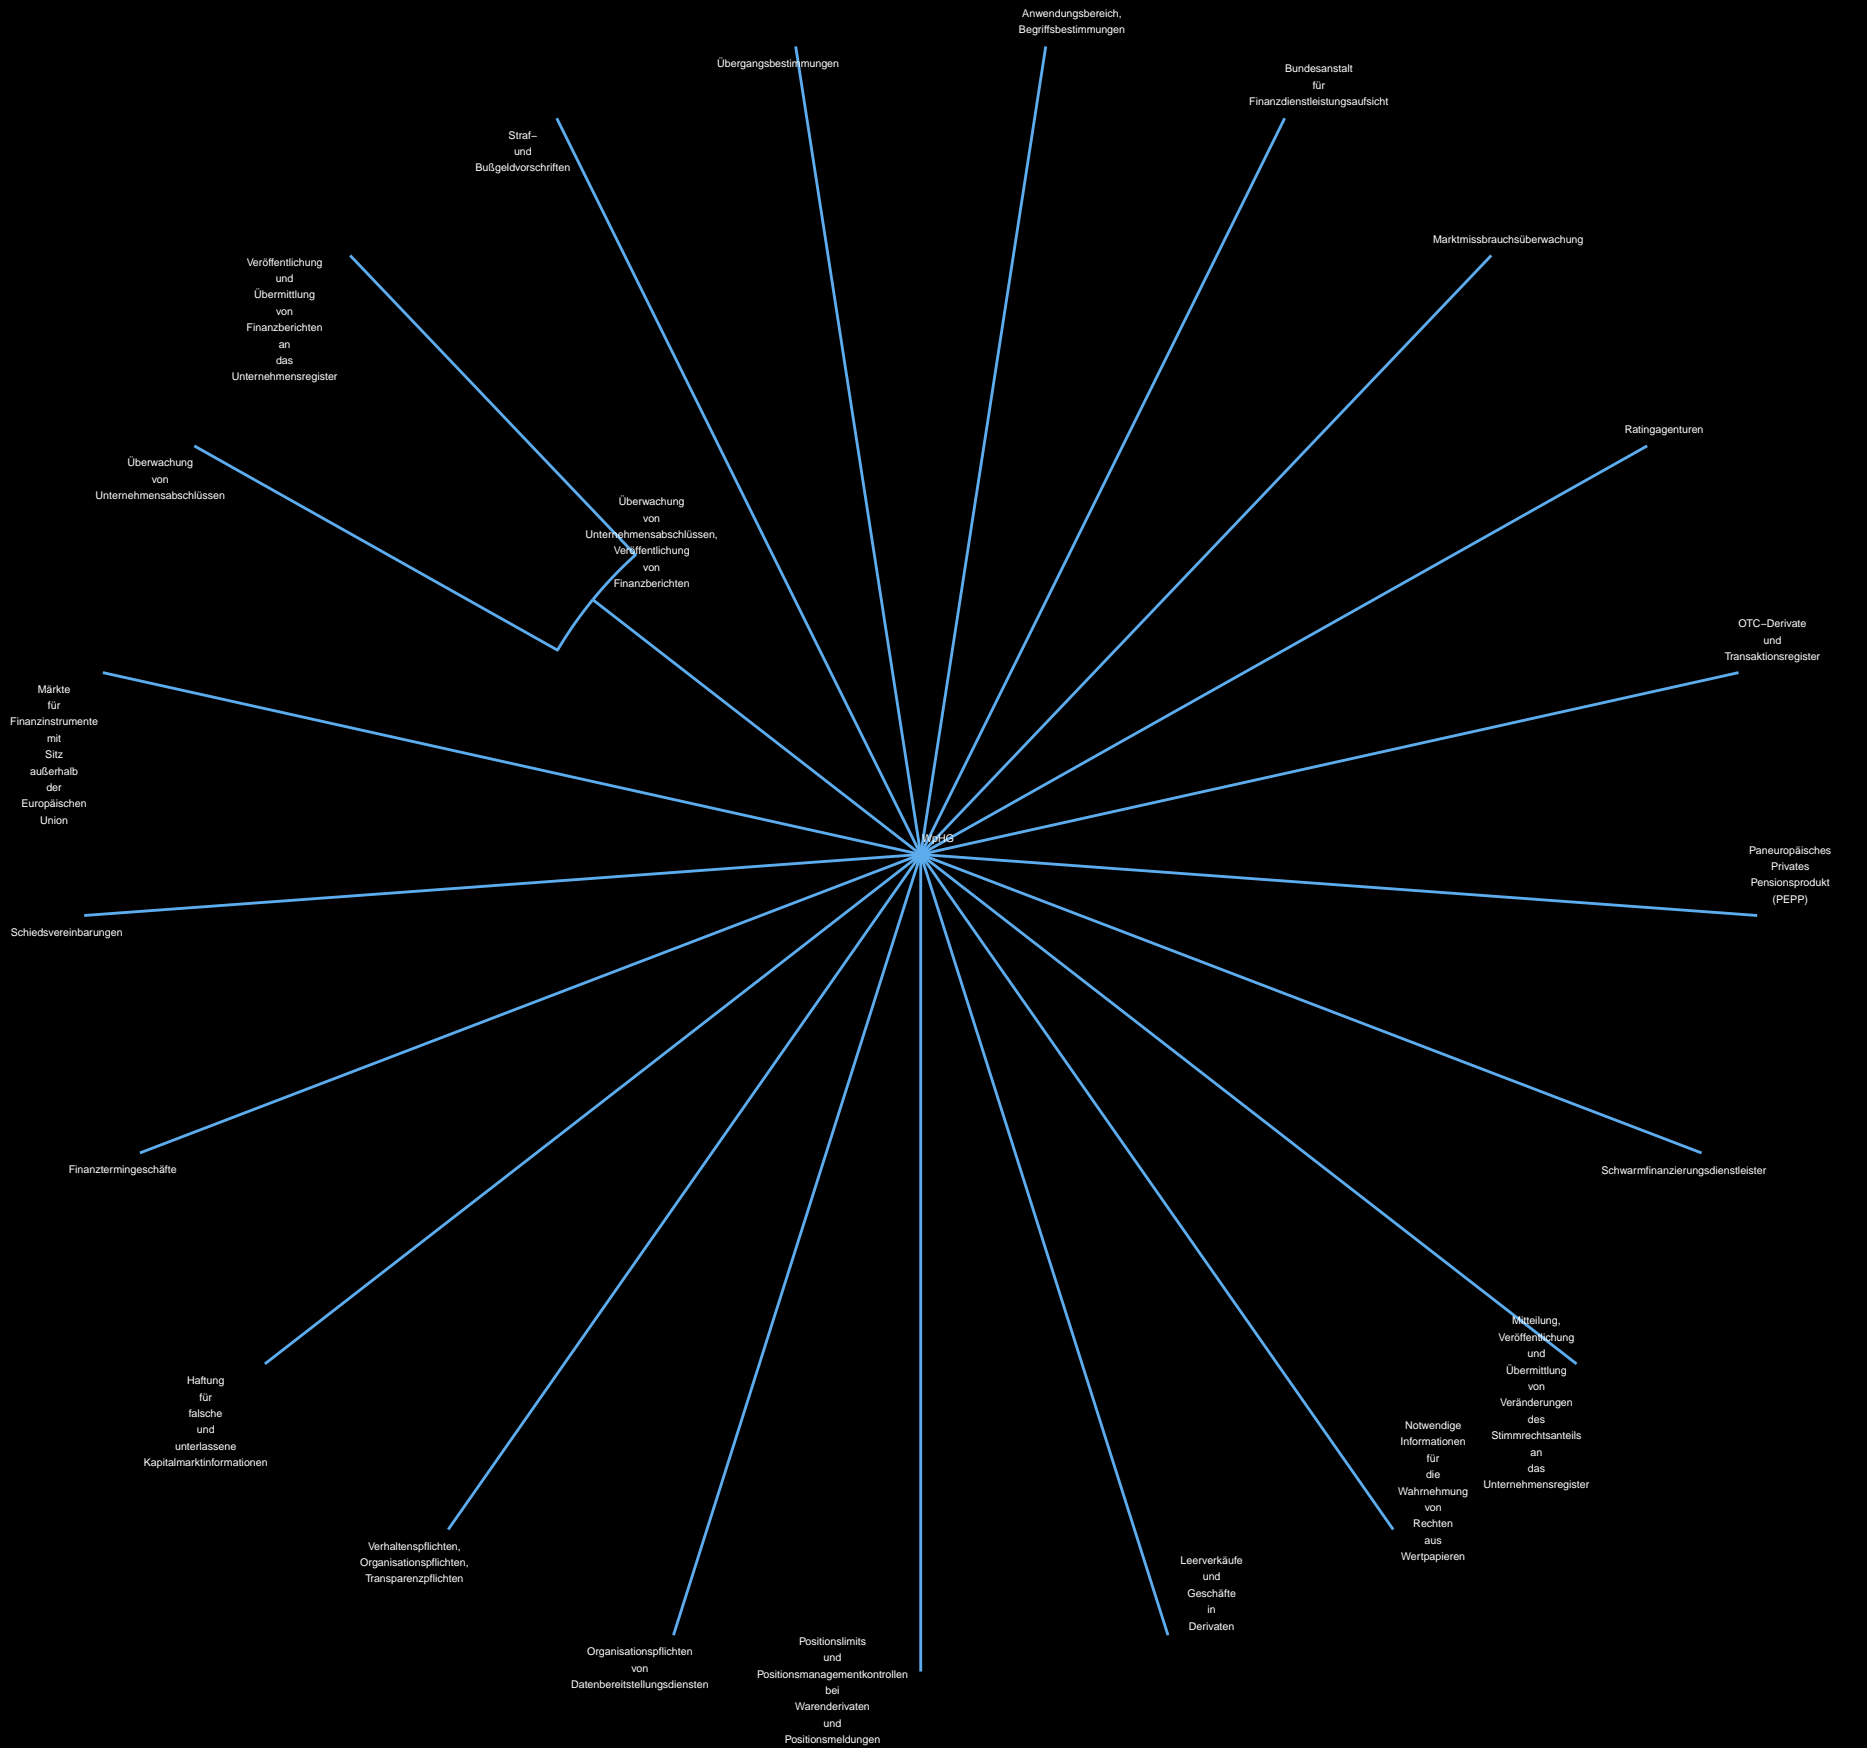 Anwendungsbereich,
Begriffsbestimmungen
Übergangsbestimmungen
Bundesanstalt
für
Finanzdienstleistungsaufsicht
Straf–
und
Bußgeldvorschriften
Marktmissbrauchsüberwachung
Veröffentlichung
und
Übermittlung
von
Finanzberichten
an
das
Unternehmensregister
Ratingagenturen
Überwachung
von
Unternehmensabschlüssen
Überwachung
von
Unternehmensabschlüssen,
Veröffentlichung
von
Finanzberichten
OTC–Derivate
und
Transaktionsregister
Märkte
für
Finanzinstrumente
mit
Sitz
außerhalb
der
Europäischen
Union
WpHG
Paneuropäisches
Privates
Pensionsprodukt
(PEPP)
Schiedsvereinbarungen
Finanztermingeschäfte
Schwarmfinanzierungsdienstleister
Mitteilung,
Veröffentlichung
und
Übermittlung
von
Veränderungen
des
Stimmrechtsanteils
an
das
Unternehmensregister
Haftung
für
falsche
und
unterlassene
Kapitalmarktinformationen
Notwendige
Informationen
für
die
Wahrnehmung
von
Rechten
aus
Wertpapieren
Verhaltenspflichten,
Organisationspflichten,
Transparenzpflichten
Leerverkäufe
und
Geschäfte
in
Derivaten
Organisationspflichten
von
Datenbereitstellungsdiensten
Positionslimits
und
Positionsmanagementkontrollen
bei
Warenderivaten
und
Positionsmeldungen